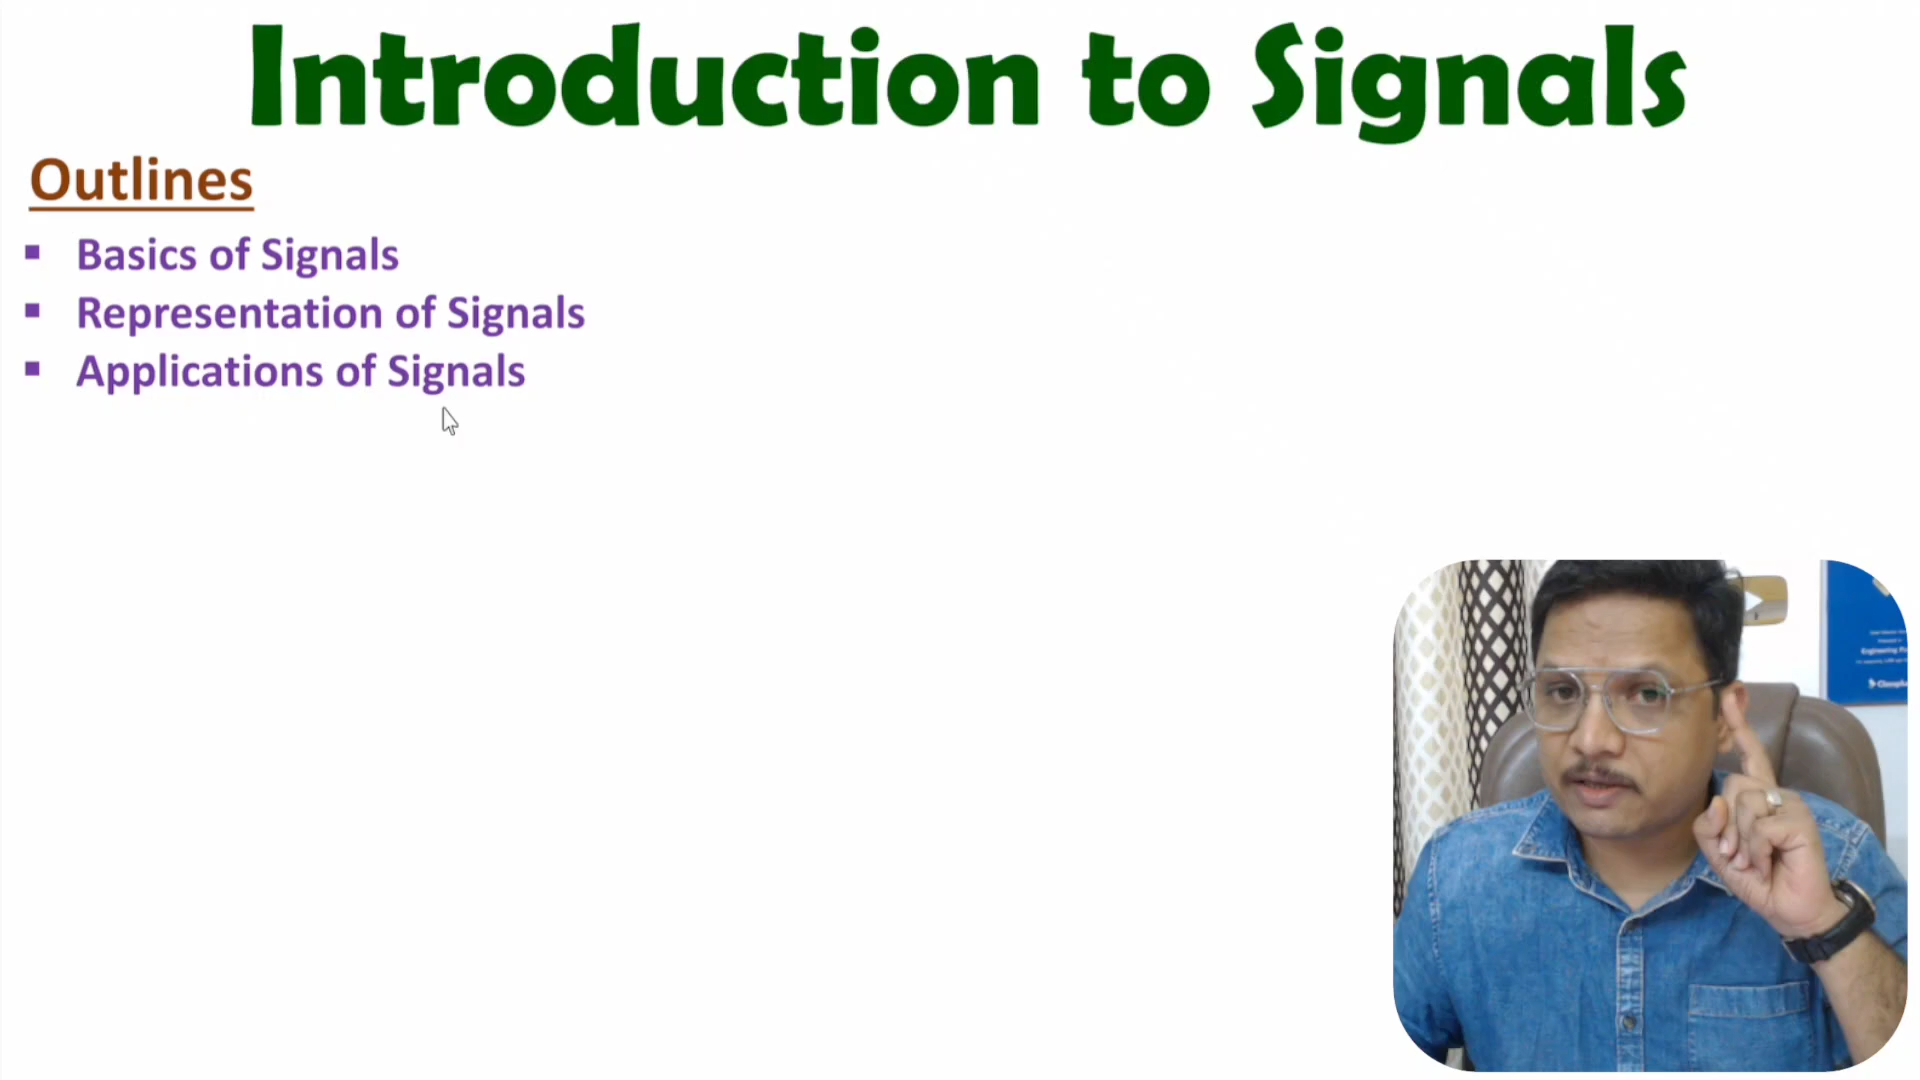 Introduction to Signals
Outlines
▪ Basics of Signals
▪ Representation of Signals
▪ Applications of Signals